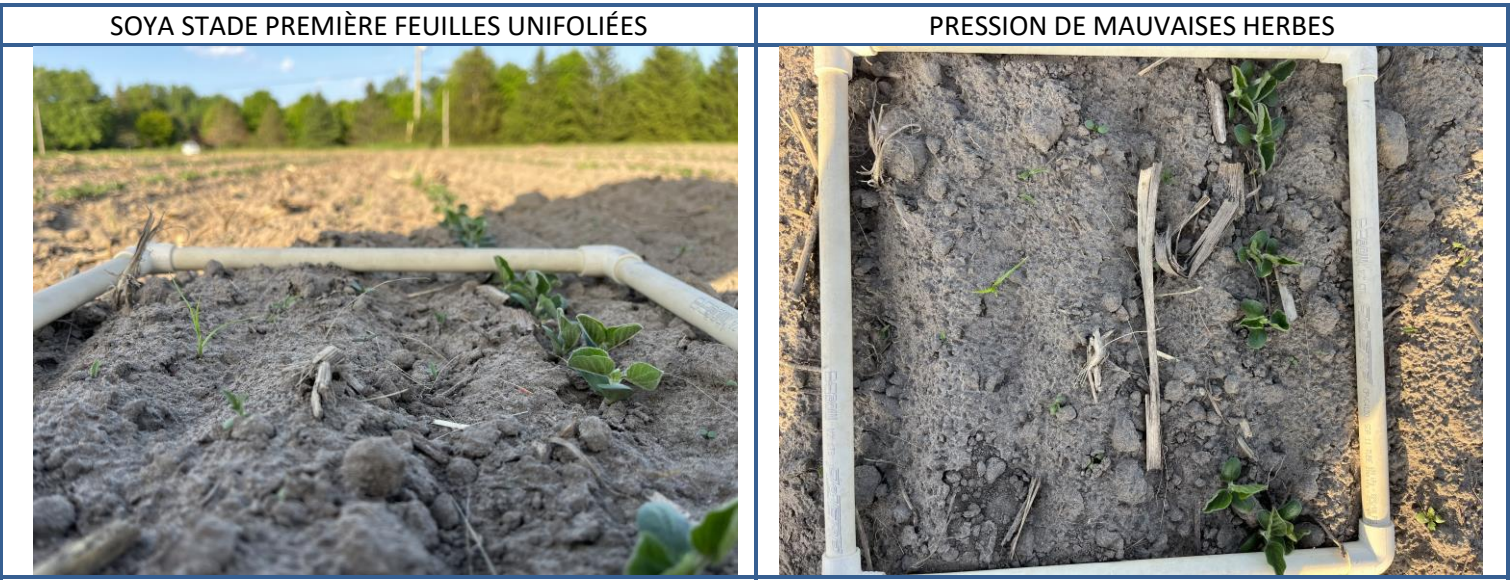 SOYA STADE PREMIÈRE FEUILLES UNIFOLIÉES
PRESSION DE MAUVAISES HERBES